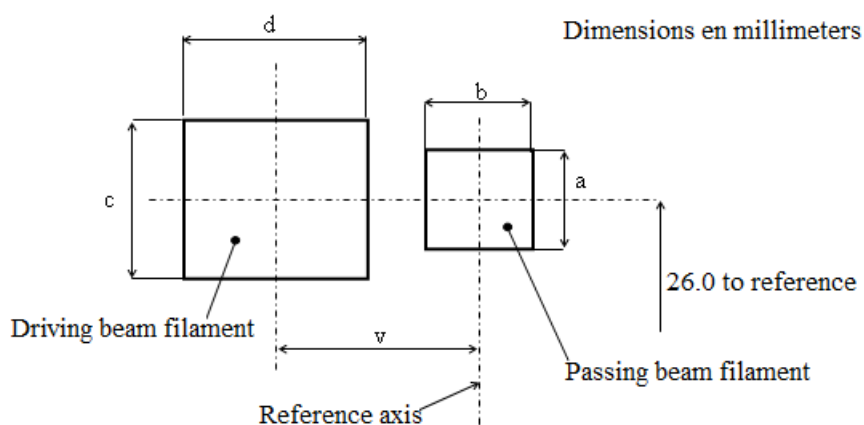 d
Dimensions en millimeters
b
a
c
26.0 to reference
Driving beam filament
v
Passing beam filament
Reference axis